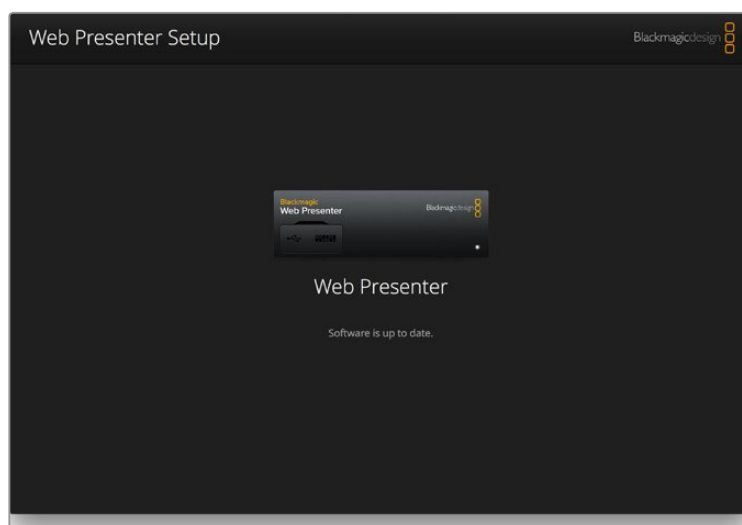 Web Presenter Setup
Blackmagicdesign
Blackmagic
Web Presenter
Blackmagicdesign
Web Presenter
Software is up to date.